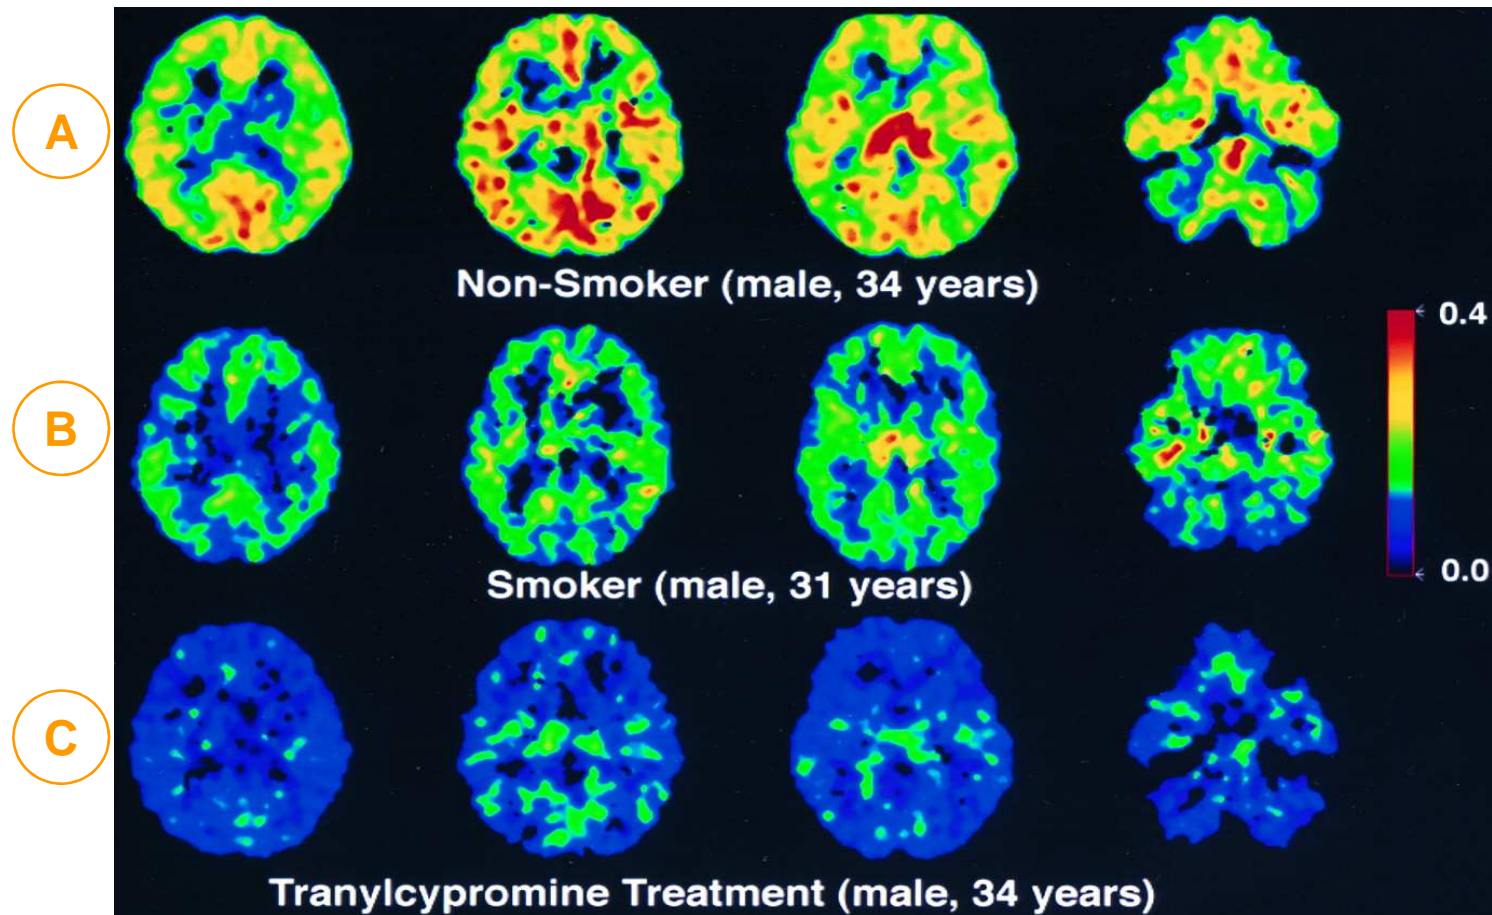 A
Non-Smoker (male, 34 years)
0.4
B
0.0
Smoker (male, 31 years)
C
Tranylcypromine Treatment (male, 34 years)